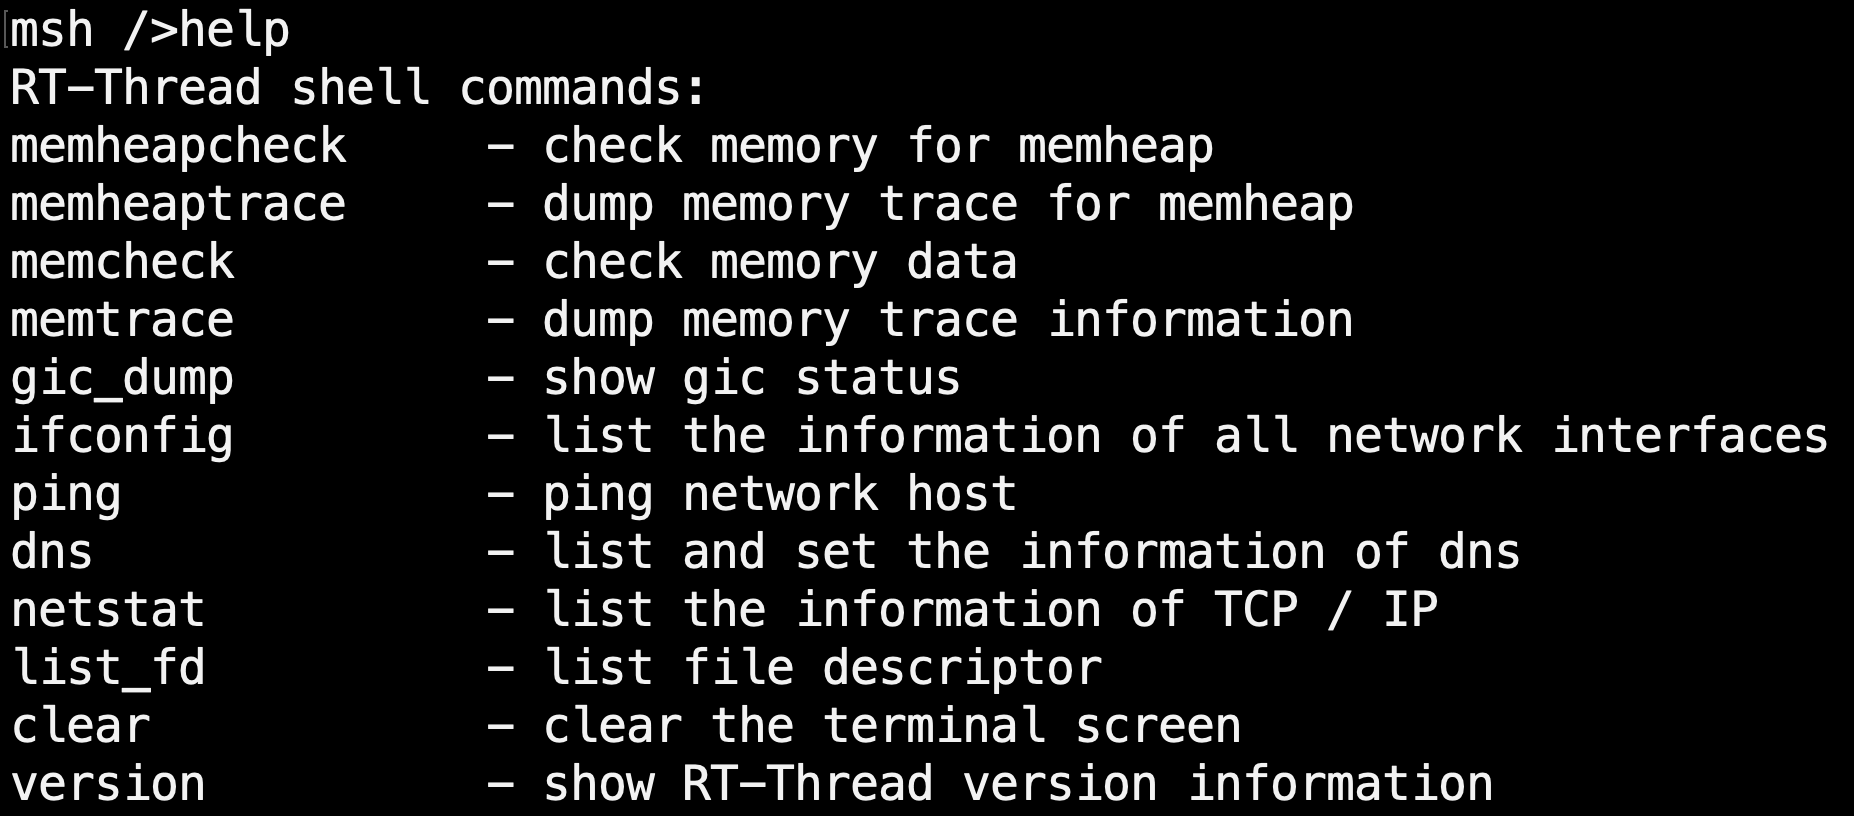 msh />help
RT-Thread shell commands:
memheapcheck     - check memory for memheap
memheaptrace     - dump memory trace for memheap
memcheck         - check memory data
memtrace         - dump memory trace information
gic_dump         - show gic status
ifconfig         - list the information of all network interfaces
ping             - ping network host
dns              - list and set the information of dns
netstat          - list the information of TCP / IP
list_fd          - list file descriptor
clear            - clear the terminal screen
version          - show RT-Thread version information